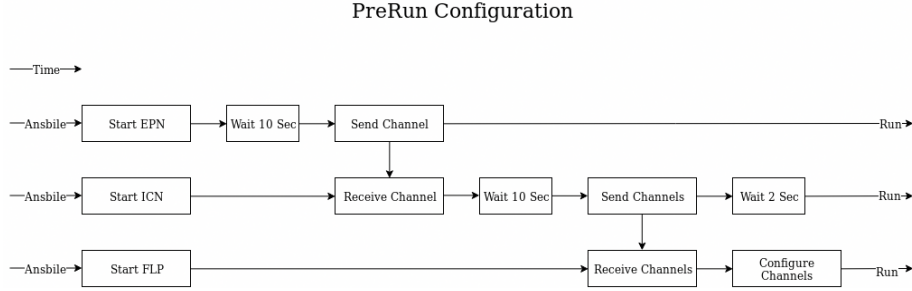 PreRun Configuration
Time
Ansbile
Start EPN
Wait 10 Sec
Send Channel
Run
Ansbile
Start ICN
Receive Channel
Wait 10 Sec
Send Channels
Wait 2 Sec
Run
Ansbile
Start FLP
Receive Channels
Configure
Channels
Run